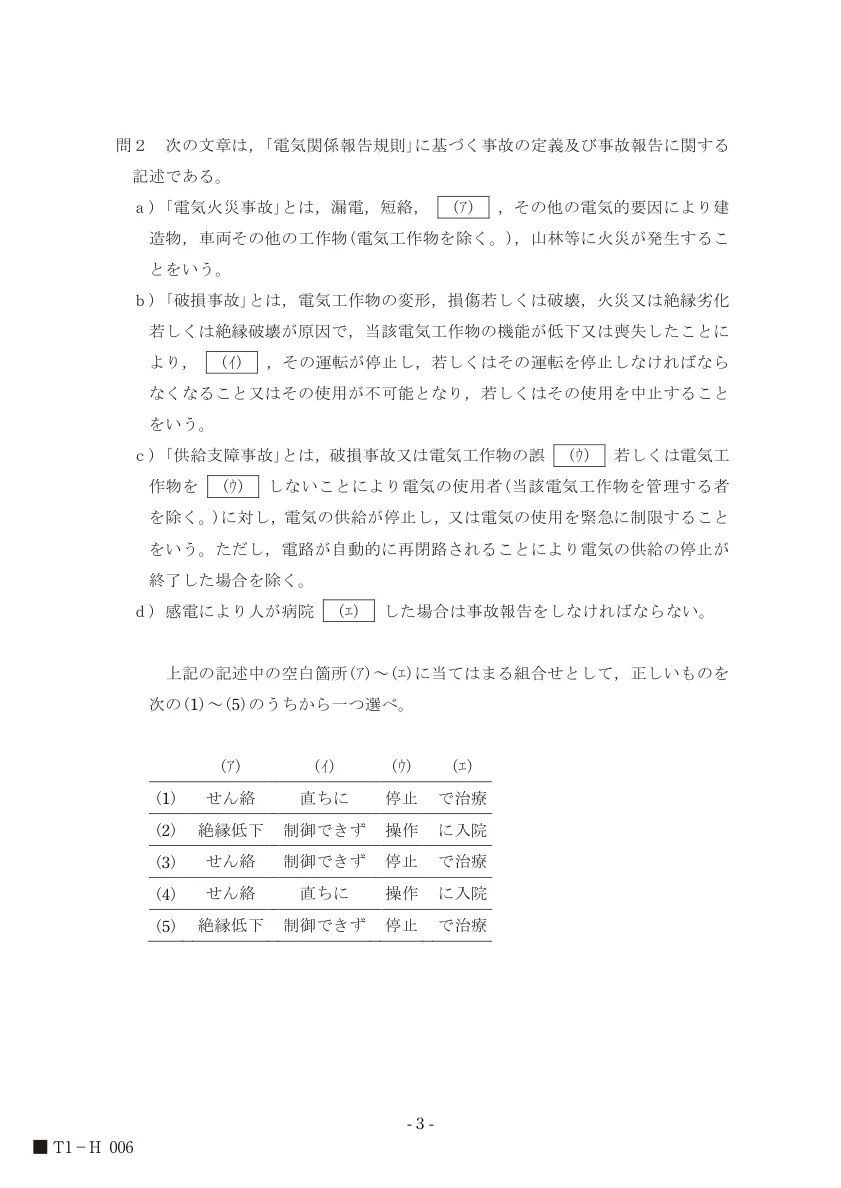 問２　次の文章は，「電気関係報告規則」に基づく事故の定義及び事故報告に関する
記述である。
ａ）「電気火災事故」とは，漏電，短絡，　(ｱ)　，その他の電気的要因により建
造物，車両その他の工作物（電気工作物を除く。），山林等に火災が発生するこ
とをいう。
ｂ）「破損事故」とは，電気工作物の変形，損傷若しくは破壊，火災又は絶縁劣化
若しくは絶縁破壊が原因で，当該電気工作物の機能が低下又は喪失したことに
より，　(ｲ)　，その運転が停止し，若しくはその運転を停止しなければなら
なくなること又はその使用が不可能となり，若しくはその使用を中止すること
をいう。
ｃ）「供給支障事故」とは，破損事故又は電気工作物の誤　(ｳ)　若しくは電気工
作物を　(ｳ)　しないことにより電気の使用者（当該電気工作物を管理する者
を除く。）に対し，電気の供給が停止し，又は電気の使用を緊急に制限すること
をいう。ただし，電路が自動的に再閉路されることにより電気の供給の停止が
終了した場合を除く。
ｄ）感電により人が病院　(ｴ)　した場合は事故報告をしなければならない。
上記の記述中の空白箇所(ｱ)～(ｴ)に当てはまる組合せとして，正しいものを
次の(1)～(5)のうちから一つ選べ。
(ｱ)　(ｲ)　(ｳ)　(ｴ)
(1)　せん絡　直ちに　停止　で治療
(2)　絶縁低下　制御できず　操作　に入院
(3)　せん絡　制御できず　停止　で治療
(4)　せん絡　直ちに　操作　に入院
(5)　絶縁低下　制御できず　停止　で治療
- 3 -
■ T1－H 006